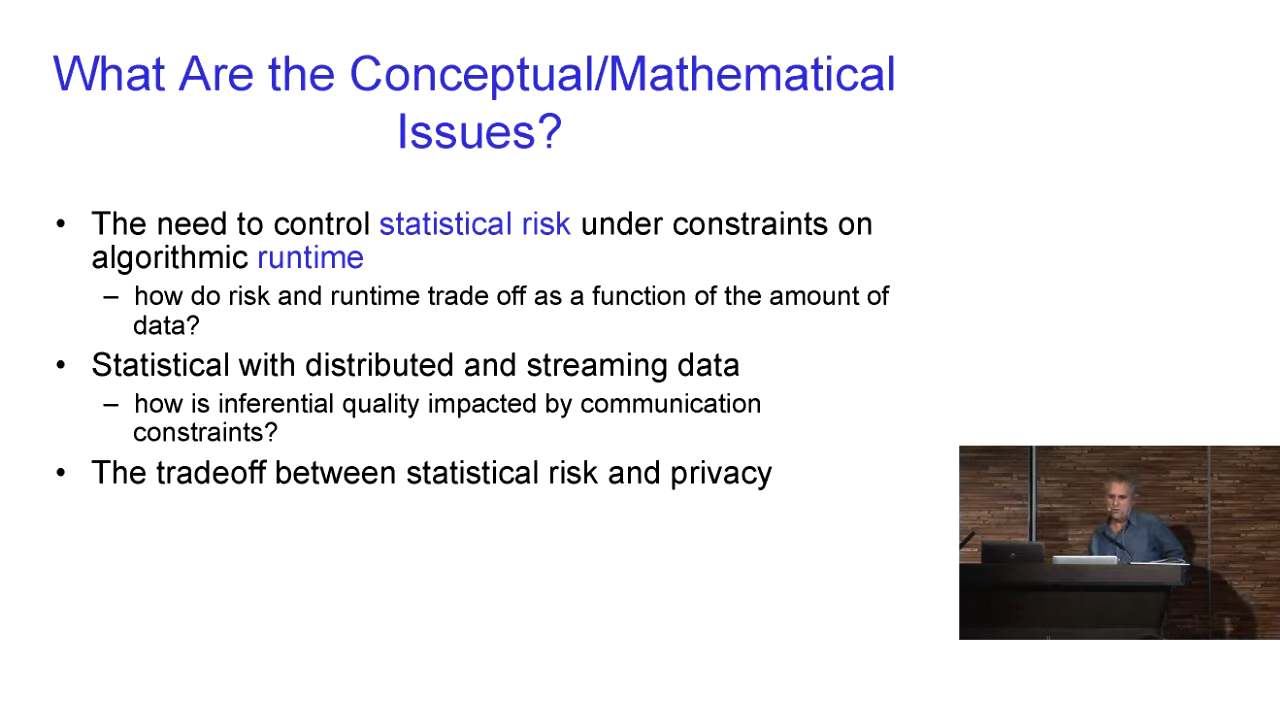 What Are the Conceptual/Mathematical
Issues?
• The need to control statistical risk under constraints on
algorithmic runtime
– how do risk and runtime trade off as a function of the amount of
data?
• Statistical with distributed and streaming data
– how is inferential quality impacted by communication
constraints?
• The tradeoff between statistical risk and privacy